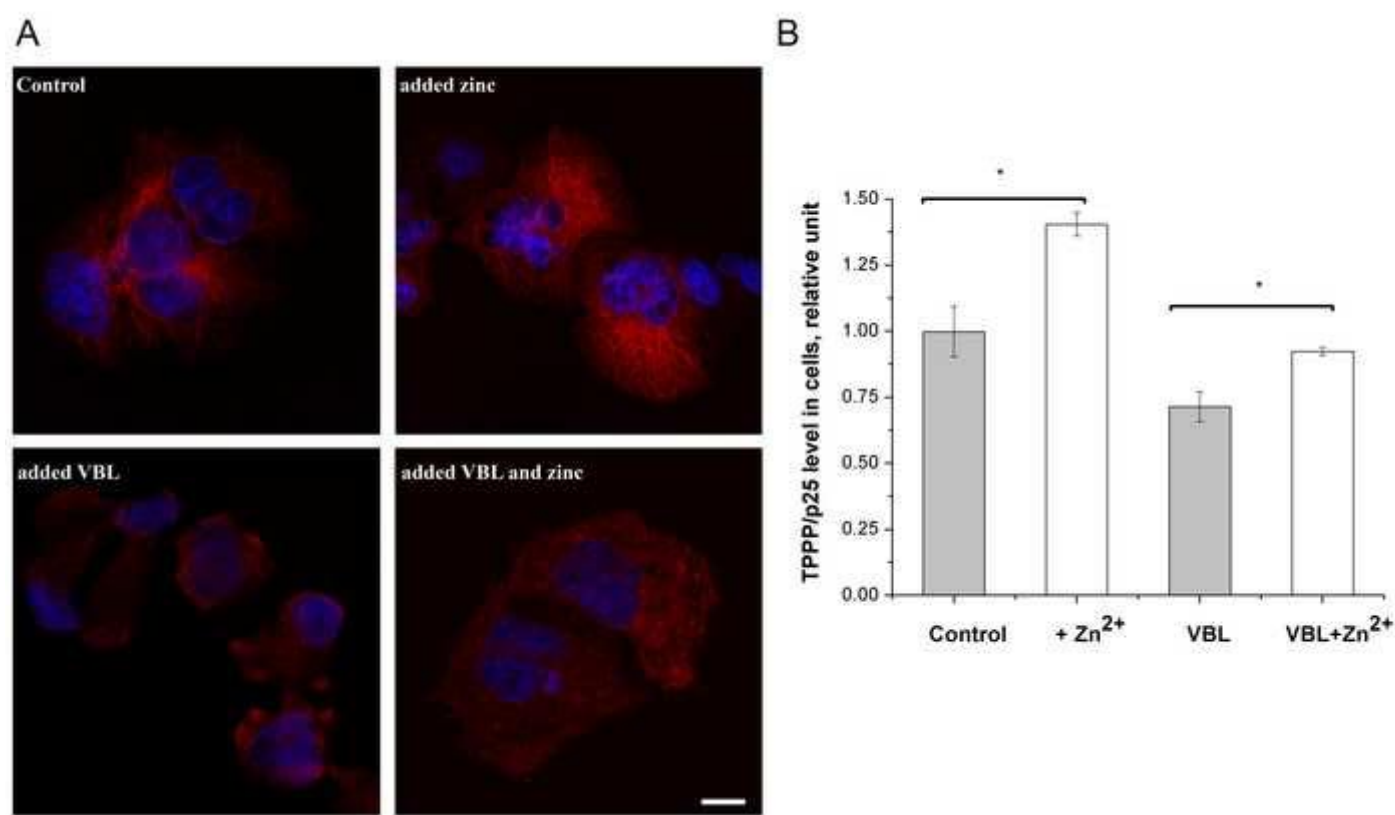 A
Control
added zinc
added VBL
added VBL and zinc
B
TPPP/p25 level in cells, relative unit
1.50
1.25
1.00
0.75
0.50
0.25
0.00
*
*
Control
+ Zn²⁺
VBL
VBL+Zn²⁺